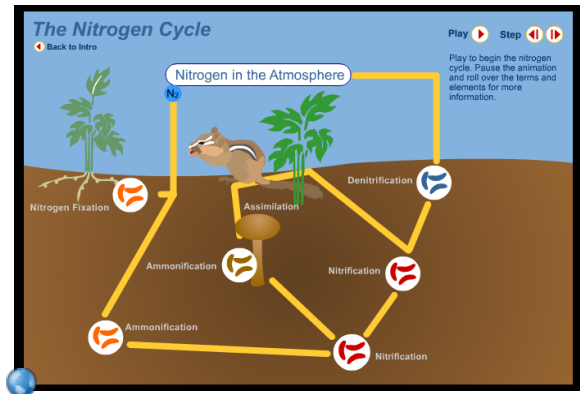 The Nitrogen Cycle
Back to Intro
Play
Step
Play to begin the nitrogen
cycle. Pause the animation
and roll over the terms and
elements for more
information.
Nitrogen in the Atmosphere
N2
Denitrification
Nitrogen Fixation
Assimilation
Ammonification
Nitrification
Ammonification
Nitrification